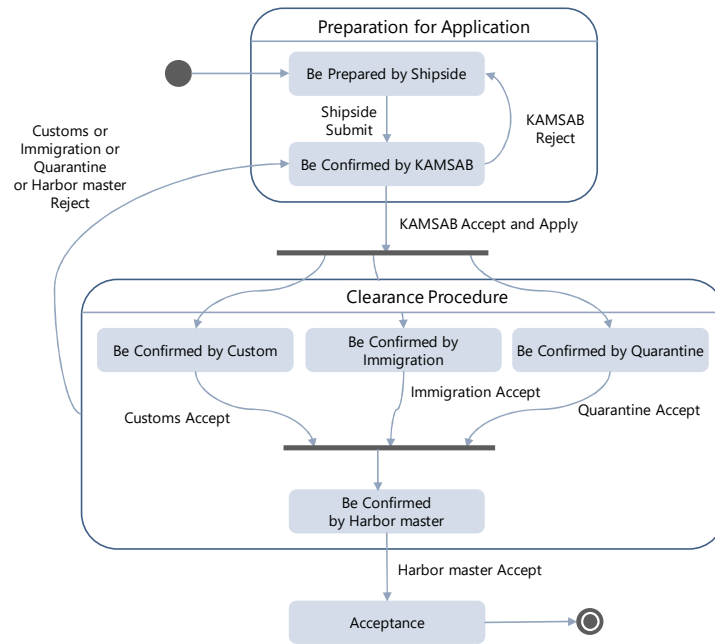 Preparation for Application
Be Prepared by Shipside
Shipside
Submit
KAMSAB
Reject
Customs or
Immigration or
Quarantine
or Harbor master
Reject
Be Confirmed by KAMSAB
KAMSAB Accept and Apply
Clearance Procedure
Be Confirmed by Custom
Be Confirmed by
Immigration
Be Confirmed by Quarantine
Customs Accept
Immigration Accept
Quarantine Accept
Be Confirmed
by Harbor master
Harbor master Accept
Acceptance